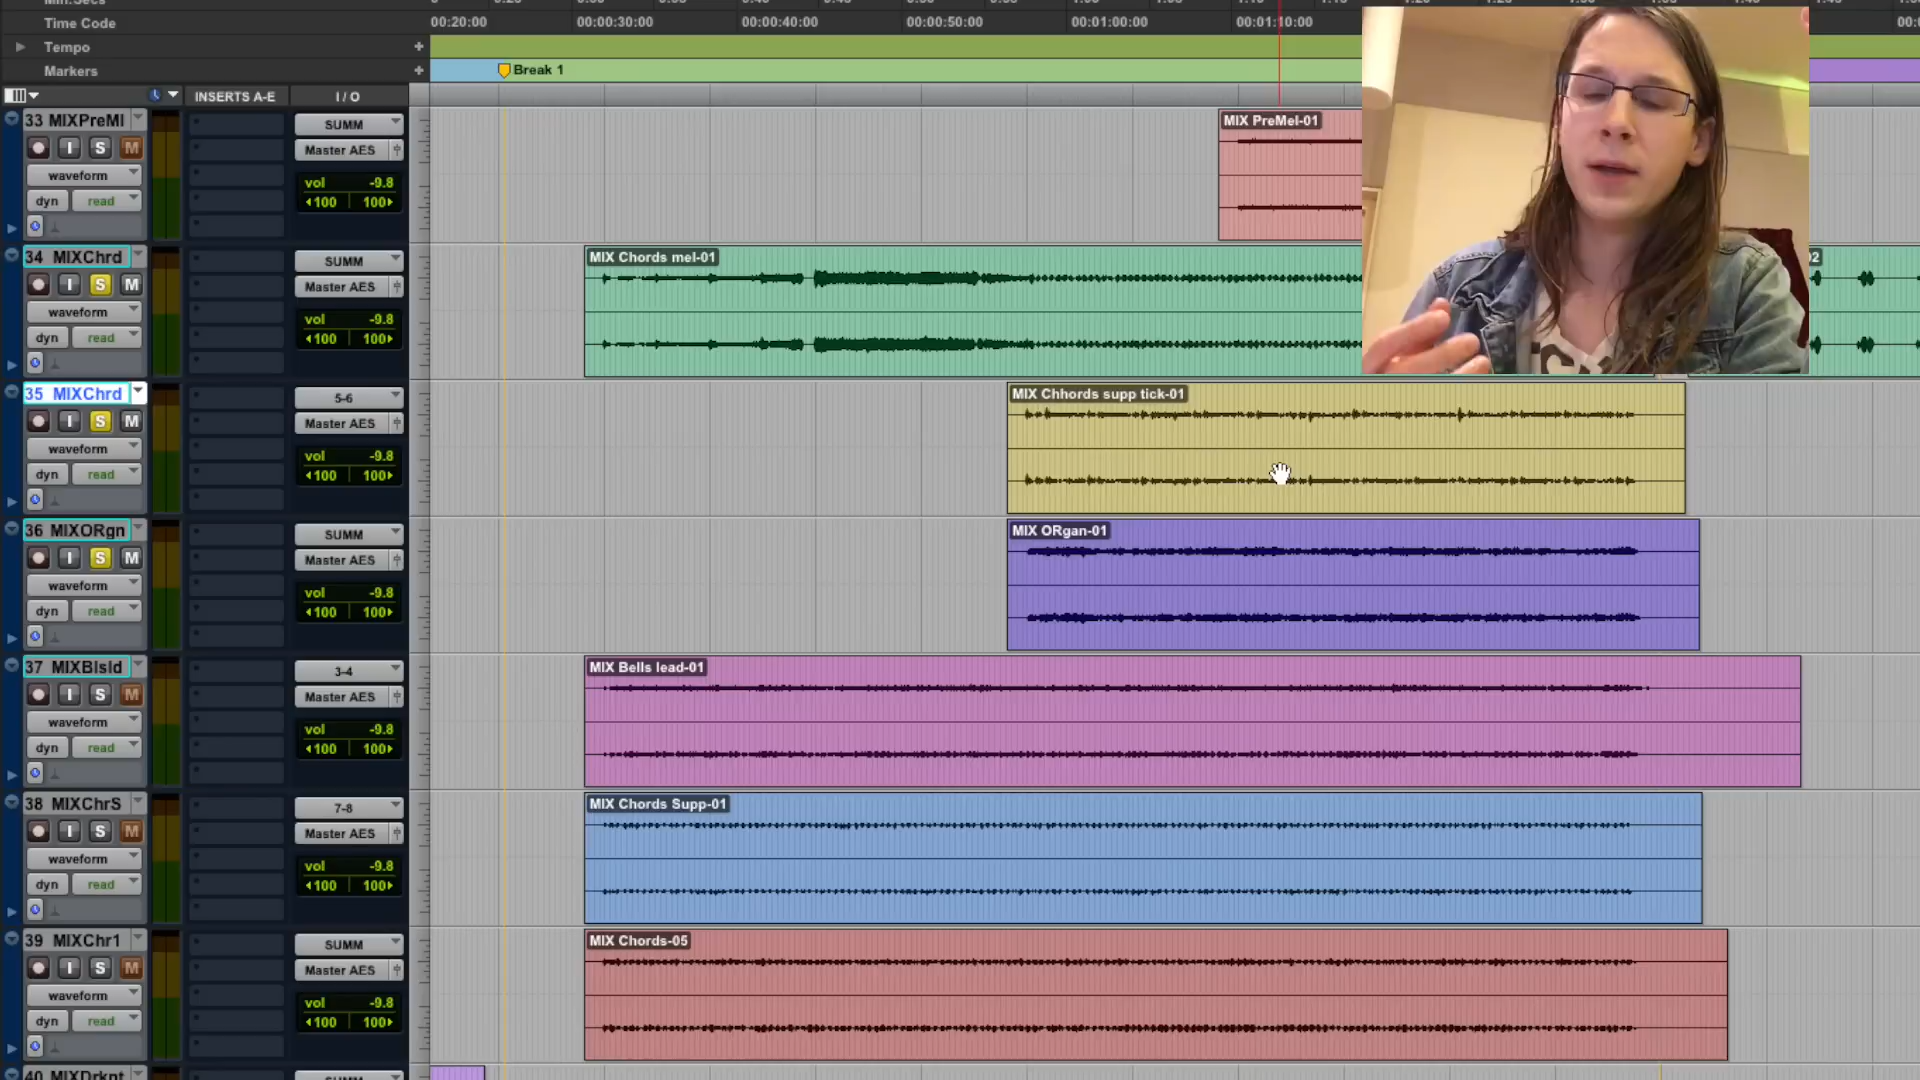 Min:Secs
Time Code 00:20:00 00:00:30:00 00:00:40:00 00:00:50:00 00:01:00:00 00:01:10:00
Tempo +
Markers + Break 1
INSERTS A-E I / O
33 MIXPreMl SUMM MIX PreMel-01
I S M Master AES
waveform
vol -9.8
dyn read 100 100
34 MIXChrd SUMM MIX Chords mel-01
I S M Master AES
waveform
vol -9.8
dyn read 100 100
35 MIXChrd 5-6 MIX Chhords supp tick-01
I S M Master AES
waveform
vol -9.8
dyn read 100 100
36 MIXORgn SUMM MIX ORgan-01
I S M Master AES
waveform
vol -9.8
dyn read 100 100
37 MIXBlsld 3-4 MIX Bells lead-01
I S M Master AES
waveform
vol -9.8
dyn read 100 100
38 MIXChrS 7-8 MIX Chords Supp-01
I S M Master AES
waveform
vol -9.8
dyn read 100 100
39 MIXChr1 SUMM MIX Chords-05
I S M Master AES
waveform
vol -9.8
dyn read 100 100
40 MIXDrknt SUMM